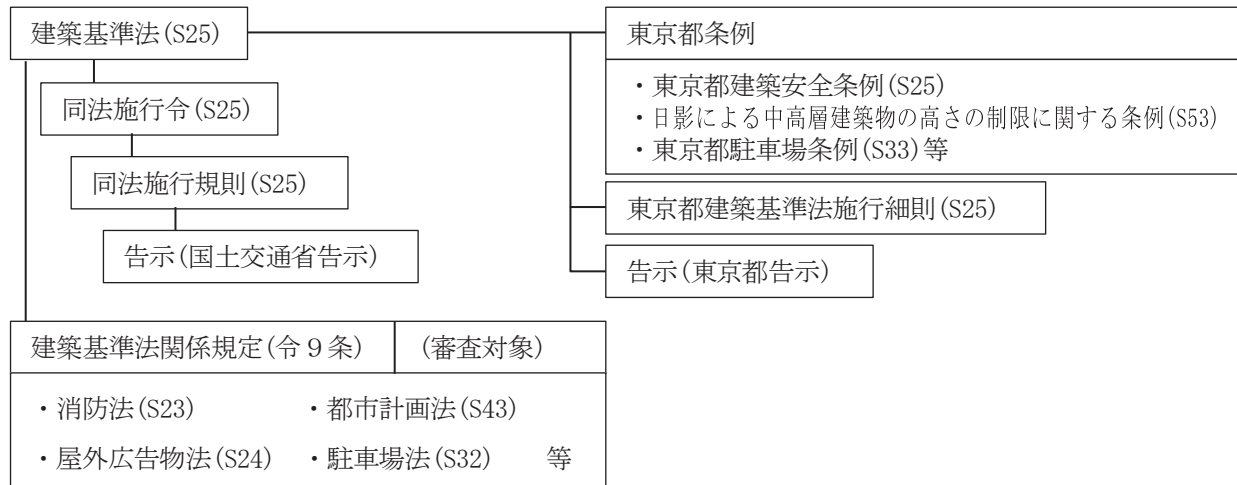 建築基準法(S25)
同法施行令(S25)
同法施行規則(S25)
告示(国土交通省告示)
東京都条例
・東京都建築安全条例(S25)
・日影による中高層建築物の高さの制限に関する条例(S53)
・東京都駐車場条例(S33)等
東京都建築基準法施行細則(S25)
告示(東京都告示)
建築基準法関係規定(令９条) (審査対象)
・消防法(S23) ・都市計画法(S43)
・屋外広告物法(S24) ・駐車場法(S32) 等